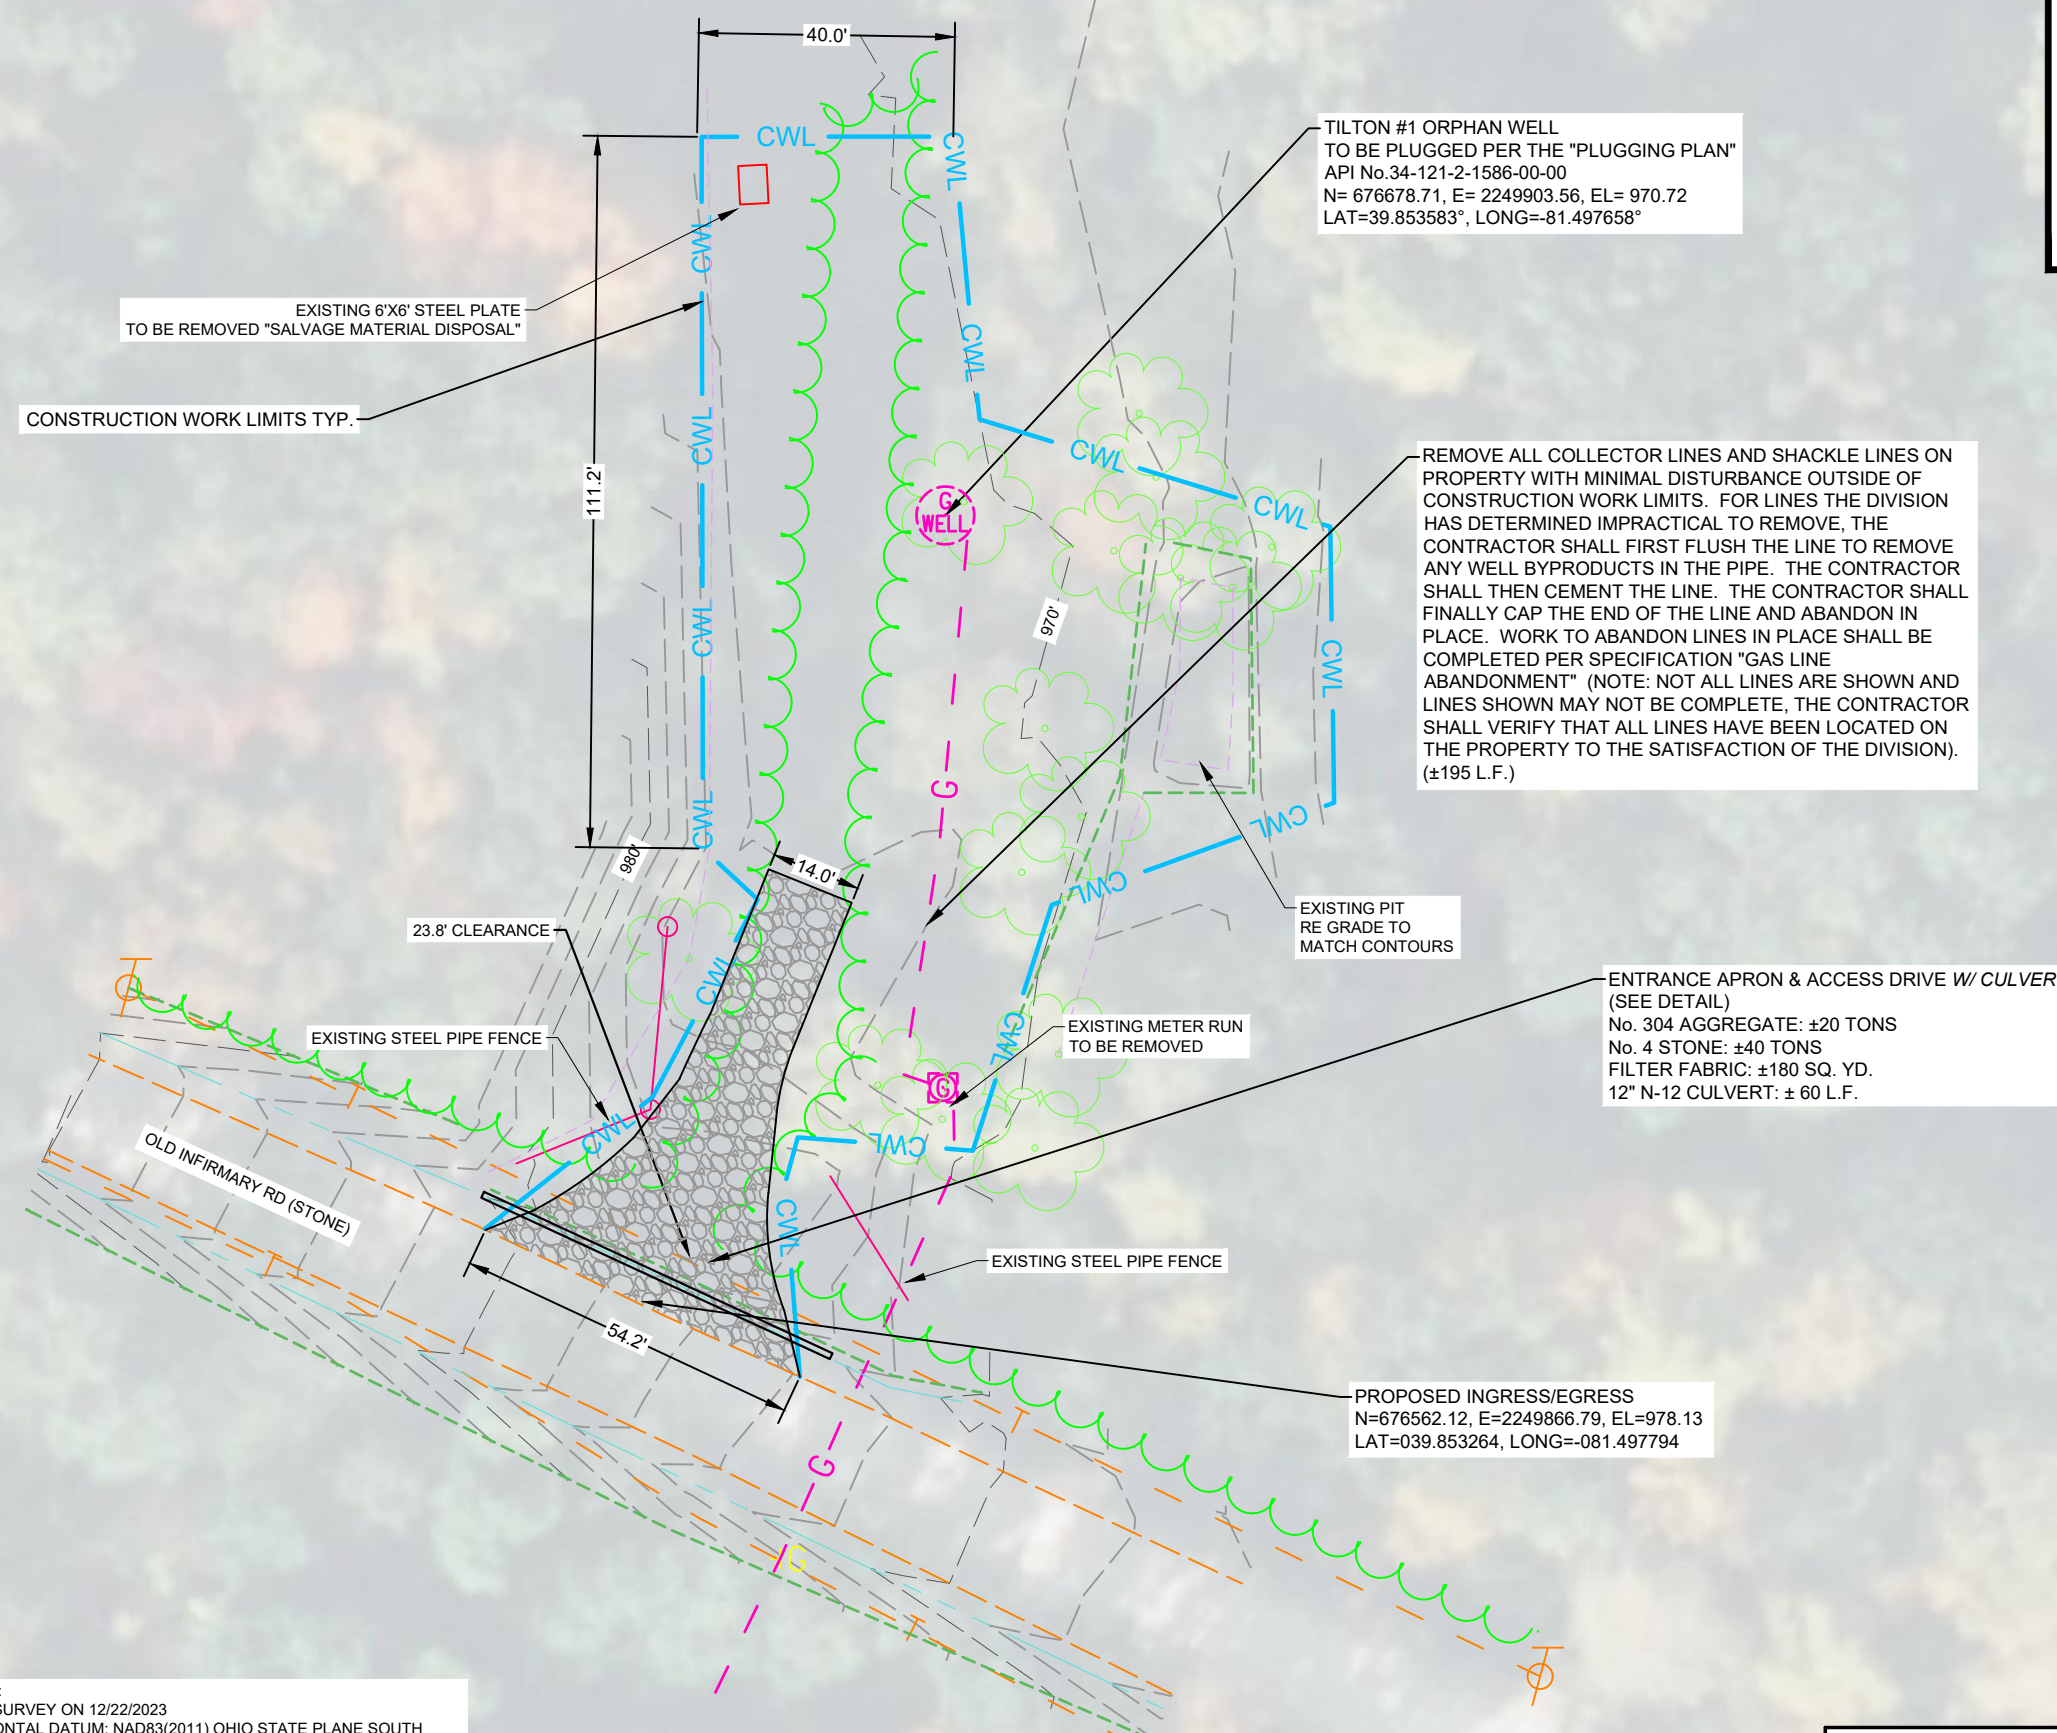 40.0'
CWL
CWL
TILTON #1 ORPHAN WELL
TO BE PLUGGED PER THE "PLUGGING PLAN"
API No.34-121-2-1586-00-00
N= 676678.71, E= 2249903.56, EL= 970.72
LAT=39.853583°, LONG=-81.497658°
CWL
EXISTING 6'X6' STEEL PLATE
TO BE REMOVED "SALVAGE MATERIAL DISPOSAL"
CWL
CONSTRUCTION WORK LIMITS TYP.
CWL
CWL
111.2'
G
WELL
CWL
REMOVE ALL COLLECTOR LINES AND SHACKLE LINES ON
PROPERTY WITH MINIMAL DISTURBANCE OUTSIDE OF
CONSTRUCTION WORK LIMITS.  FOR LINES THE DIVISION
HAS DETERMINED IMPRACTICAL TO REMOVE, THE
CONTRACTOR SHALL FIRST FLUSH THE LINE TO REMOVE
ANY WELL BYPRODUCTS IN THE PIPE.  THE CONTRACTOR
SHALL THEN CEMENT THE LINE.  THE CONTRACTOR SHALL
FINALLY CAP THE END OF THE LINE AND ABANDON IN
PLACE.  WORK TO ABANDON LINES IN PLACE SHALL BE
COMPLETED PER SPECIFICATION "GAS LINE
ABANDONMENT"  (NOTE: NOT ALL LINES ARE SHOWN AND
LINES SHOWN MAY NOT BE COMPLETE, THE CONTRACTOR
SHALL VERIFY THAT ALL LINES HAVE BEEN LOCATED ON
THE PROPERTY TO THE SATISFACTION OF THE DIVISION).
(±195 L.F.)
CWL
970'
CWL
G
CWL
CWL
980'
14.0'
CWL
EXISTING PIT
RE GRADE TO
MATCH CONTOURS
23.8' CLEARANCE
CWL
ENTRANCE APRON & ACCESS DRIVE W/ CULVER
(SEE DETAIL)
No. 304 AGGREGATE: ±20 TONS
No. 4 STONE: ±40 TONS
FILTER FABRIC: ±180 SQ. YD.
12" N-12 CULVERT: ± 60 L.F.
EXISTING STEEL PIPE FENCE
EXISTING METER RUN
TO BE REMOVED
CWL
G
CWL
CWL
OLD INFIRMARY RD (STONE)
CWL
EXISTING STEEL PIPE FENCE
54.2'
PROPOSED INGRESS/EGRESS
N=676562.12, E=2249866.79, EL=978.13
LAT=039.853264, LONG=-081.497794
G
G
SURVEY ON 12/22/2023
ONTAL DATUM: NAD83(2011) OHIO STATE PLANE SOUTH